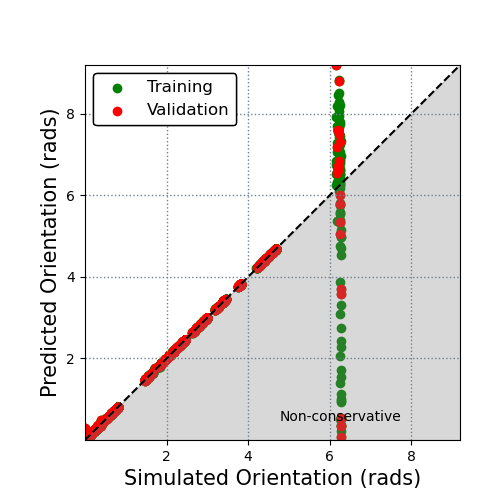 Training
Validation
Predicted Orientation (rads)
8
6
4
2
Non-conservative
2
4
6
8
Simulated Orientation (rads)